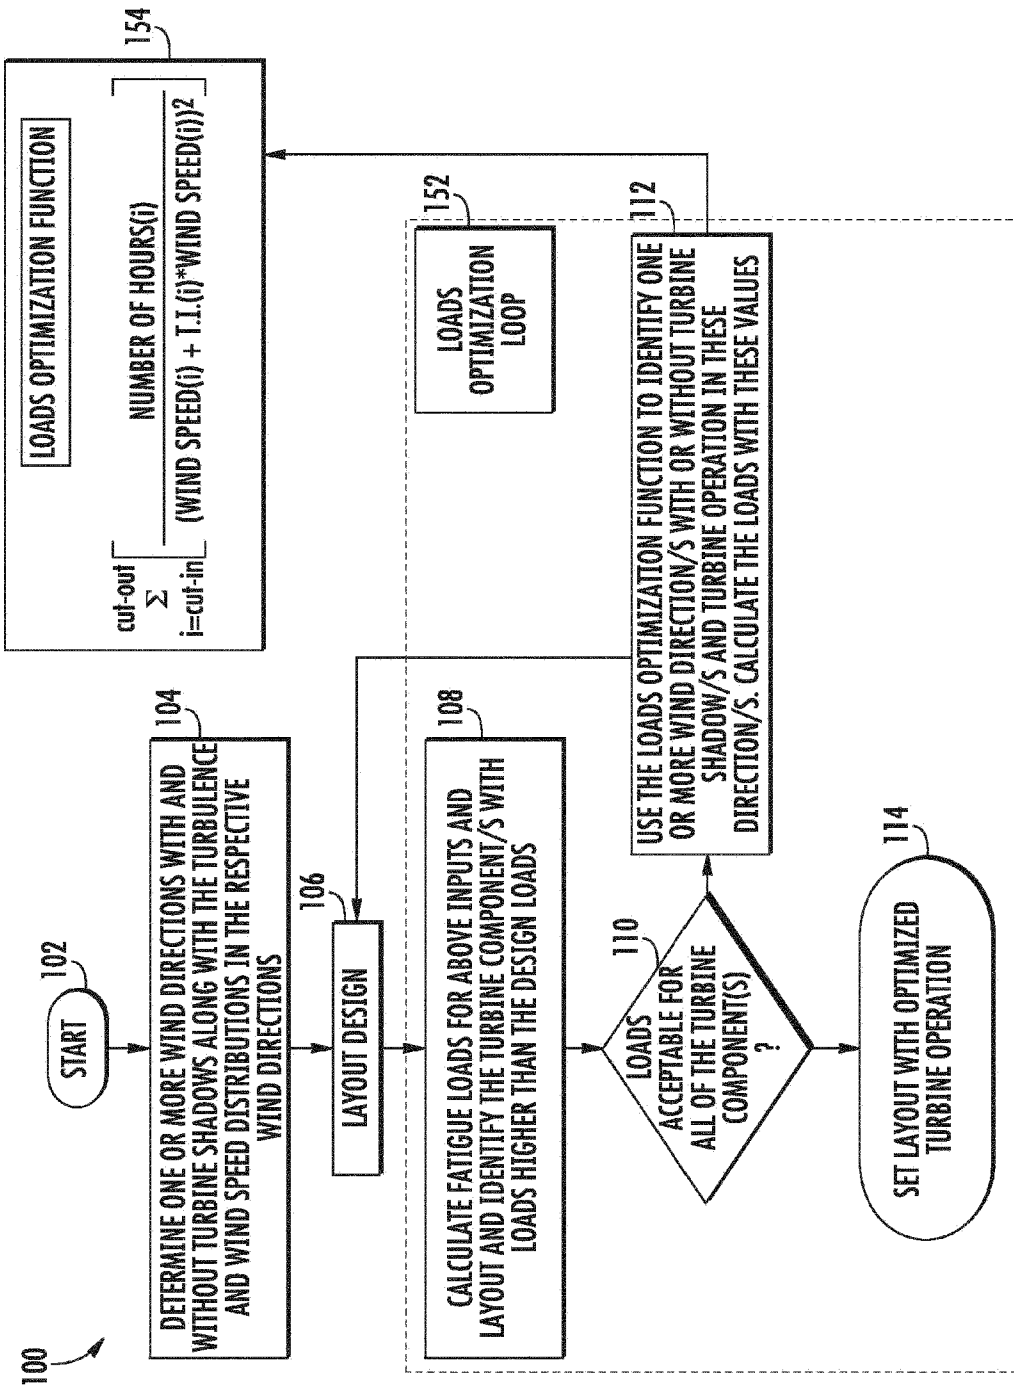 100
START
102
DETERMINE ONE OR MORE WIND DIRECTIONS WITH AND
WITHOUT TURBINE SHADOWS ALONG WITH THE TURBULENCE
AND WIND SPEED DISTRIBUTIONS IN THE RESPECTIVE
WIND DIRECTIONS
104
LAYOUT DESIGN
106
CALCULATE FATIGUE LOADS FOR ABOVE INPUTS AND
LAYOUT AND IDENTIFY THE TURBINE COMPONENT/S WITH
LOADS HIGHER THAN THE DESIGN LOADS
108
LOADS
ACCEPTABLE FOR
ALL OF THE TURBINE
COMPONENT(S)
?
110
SET LAYOUT WITH OPTIMIZED
TURBINE OPERATION
114
USE THE LOADS OPTIMIZATION FUNCTION TO IDENTIFY ONE
OR MORE WIND DIRECTION/S WITH OR WITHOUT TURBINE
SHADOW/S AND TURBINE OPERATION IN THESE
DIRECTION/S. CALCULATE THE LOADS WITH THESE VALUES
112
LOADS
OPTIMIZATION
LOOP
152
LOADS OPTIMIZATION FUNCTION
cut-out
Σ
i=cut-in
NUMBER OF HOURS(i)
(WIND SPEED(i) + T.I.(i)*WIND SPEED(i))²
154